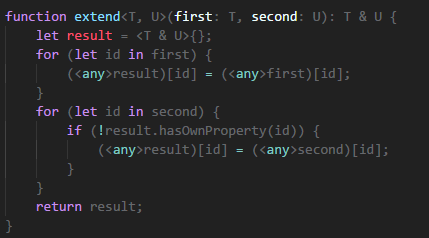 function extend<T, U>(first: T, second: U): T & U {
    let result = <T & U>{};
    for (let id in first) {
        (<any>result)[id] = (<any>first)[id];
    }
    for (let id in second) {
        if (!result.hasOwnProperty(id)) {
            (<any>result)[id] = (<any>second)[id];
        }
    }
    return result;
}